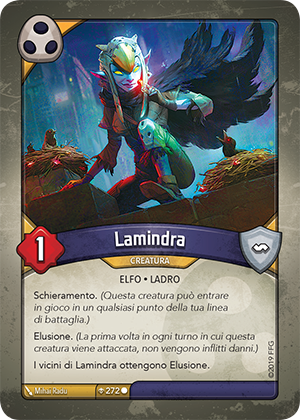 Lamindra
CREATURA
1
ELFO • LADRO
Schieramento. (Questa creatura può entrare
in gioco in un qualsiasi punto della tua linea
di battaglia.)
Elusione. (La prima volta in ogni turno in cui questa
creatura viene attaccata, non vengono inflitti danni.)
I vicini di Lamindra ottengono Elusione.
©2019 FFG
Mihai Radu
272